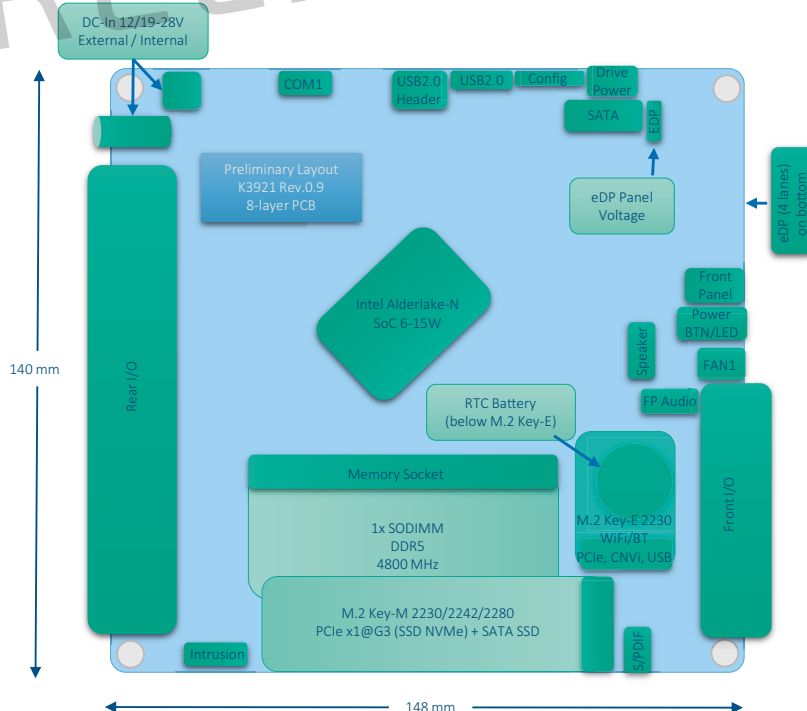 DC-In 12/19-28V
External / Internal
COM1
USB2.0
Header
USB2.0
Config
Drive
Power
SATA
EDP
Preliminary Layout
K3921 Rev.0.9
8-layer PCB
eDP Panel
Voltage
eDP (4 lanes)
on bottom
Intel Alderlake-N
SoC 6-15W
Front
Panel
Power
BTN/LED
Speaker
FAN1
140 mm
Rear I/O
RTC Battery
(below M.2 Key-E)
FP Audio
Memory Socket
1x SODIMM
DDR5
4800 MHz
M.2 Key-E 2230
WiFi/BT
PCIe, CNVi, USB
Front I/O
M.2 Key-M 2230/2242/2280
PCIe x1@G3 (SSD NVMe) + SATA SSD
Intrusion
S/PDIF
148 mm